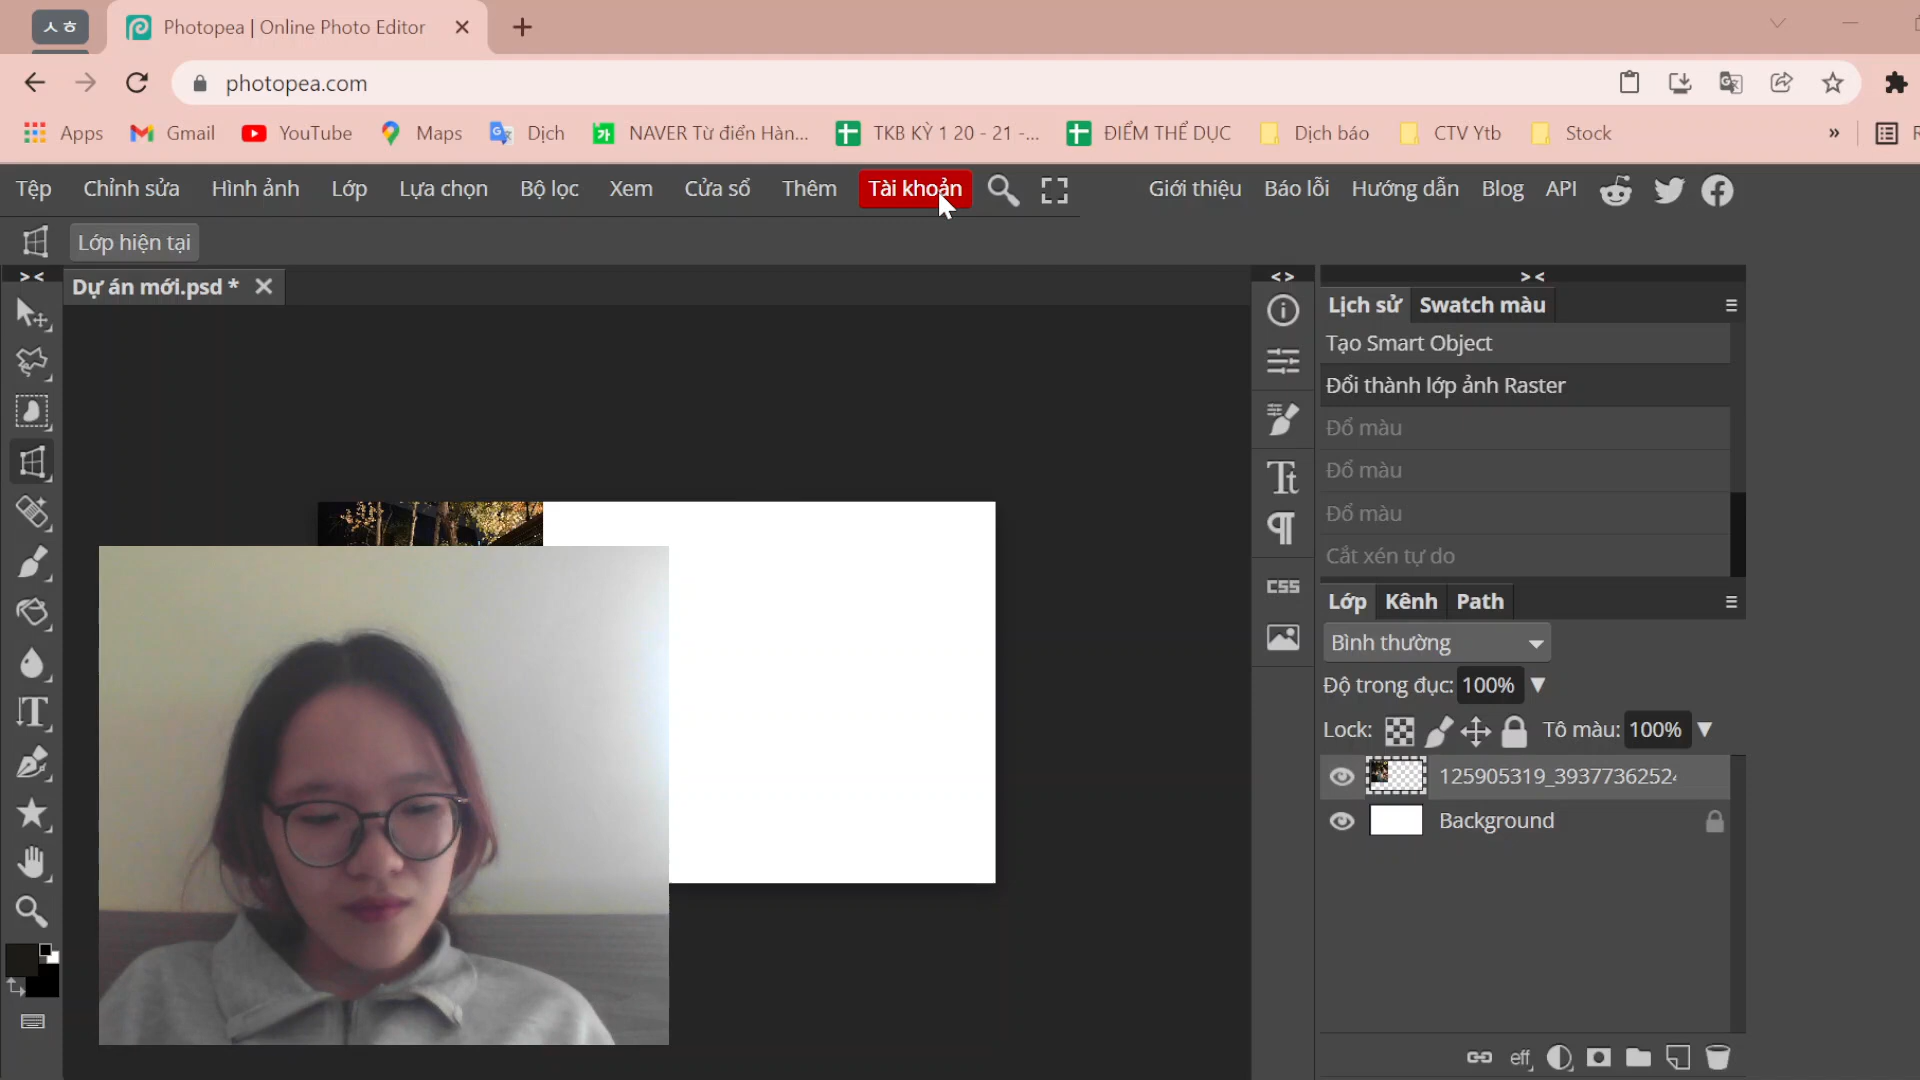 ㅅㅎ
Photopea | Online Photo Editor
photopea.com
Apps Gmail YouTube Maps Dịch NAVER Từ điển Hàn... TKB KỲ 1 20 - 21 -... ĐIỂM THỂ DỤC Dịch báo CTV Ytb Stock »
Tệp Chỉnh sửa Hình ảnh Lớp Lựa chọn Bộ lọc Xem Cửa sổ Thêm Tài khoản Giới thiệu Báo lỗi Hướng dẫn Blog API
Lớp hiện tại
Dự án mới.psd *
Lịch sử Swatch màu
Tạo Smart Object
Đổi thành lớp ảnh Raster
Đổ màu
Đổ màu
Đổ màu
Cắt xén tự do
CSS
Lớp Kênh Path
Bình thường
Độ trong đục: 100%
Lock: Tô màu: 100%
125905319_3937736252
Background
eff